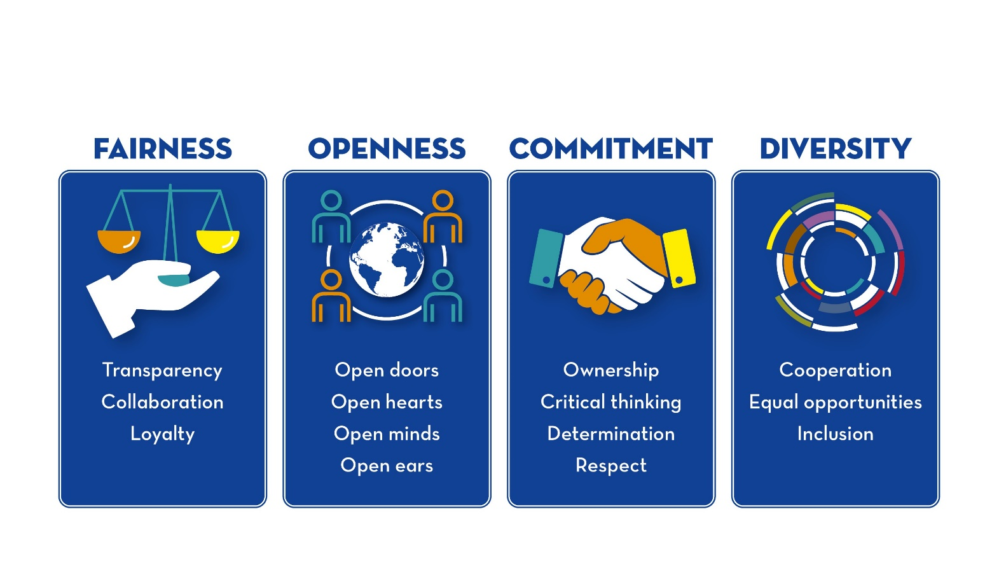 FAIRNESS
Transparency
Collaboration
Loyalty
OPENNESS
Open doors
Open hearts
Open minds
Open ears
COMMITMENT
Ownership
Critical thinking
Determination
Respect
DIVERSITY
Cooperation
Equal opportunities
Inclusion